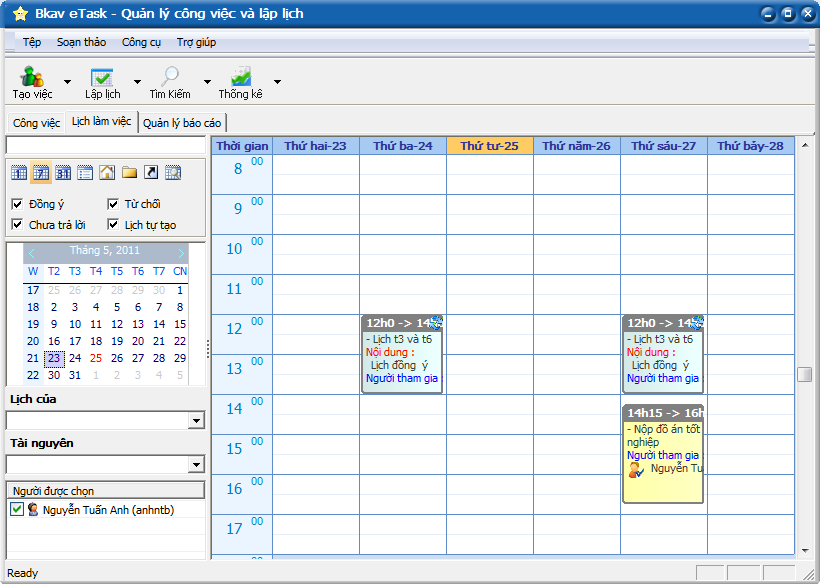 Bkav eTask - Quản lý công việc và lập lịch
Tệp Soạn thảo Công cụ Trợ giúp
Tạo việc Lập lịch Tìm Kiếm Thống kê
Công việc Lịch làm việc Quản lý báo cáo
Đồng ý Từ chối
Chưa trả lời Lịch tự tạo
Tháng 5, 2011
W T2 T3 T4 T5 T6 T7 CN
17 25 26 27 28 29 30 1
18 2 3 4 5 6 7 8
19 9 10 11 12 13 14 15
20 16 17 18 19 20 21 22
21 23 24 25 26 27 28 29
22 30 31 1 2 3 4 5
Lịch của
Tài nguyên
Người được chọn
Nguyễn Tuấn Anh (anhntb)
Thời gian Thứ hai-23 Thứ ba-24 Thứ tư-25 Thứ năm-26 Thứ sáu-27 Thứ bảy-28
8 00
9 00
10 00
11 00
12 00
13 00
14 00
15 00
16 00
17 00
12h0 -> 14
- Lịch t3 và t6
Nội dung :
Lịch đồng ý
Người tham gia
12h0 -> 14
- Lịch t3 và t6
Nội dung :
Lịch đồng ý
Người tham gia
14h15 -> 16h
- Nộp đồ án tốt
nghiệp
Người tham gia
Nguyễn Tu
Ready